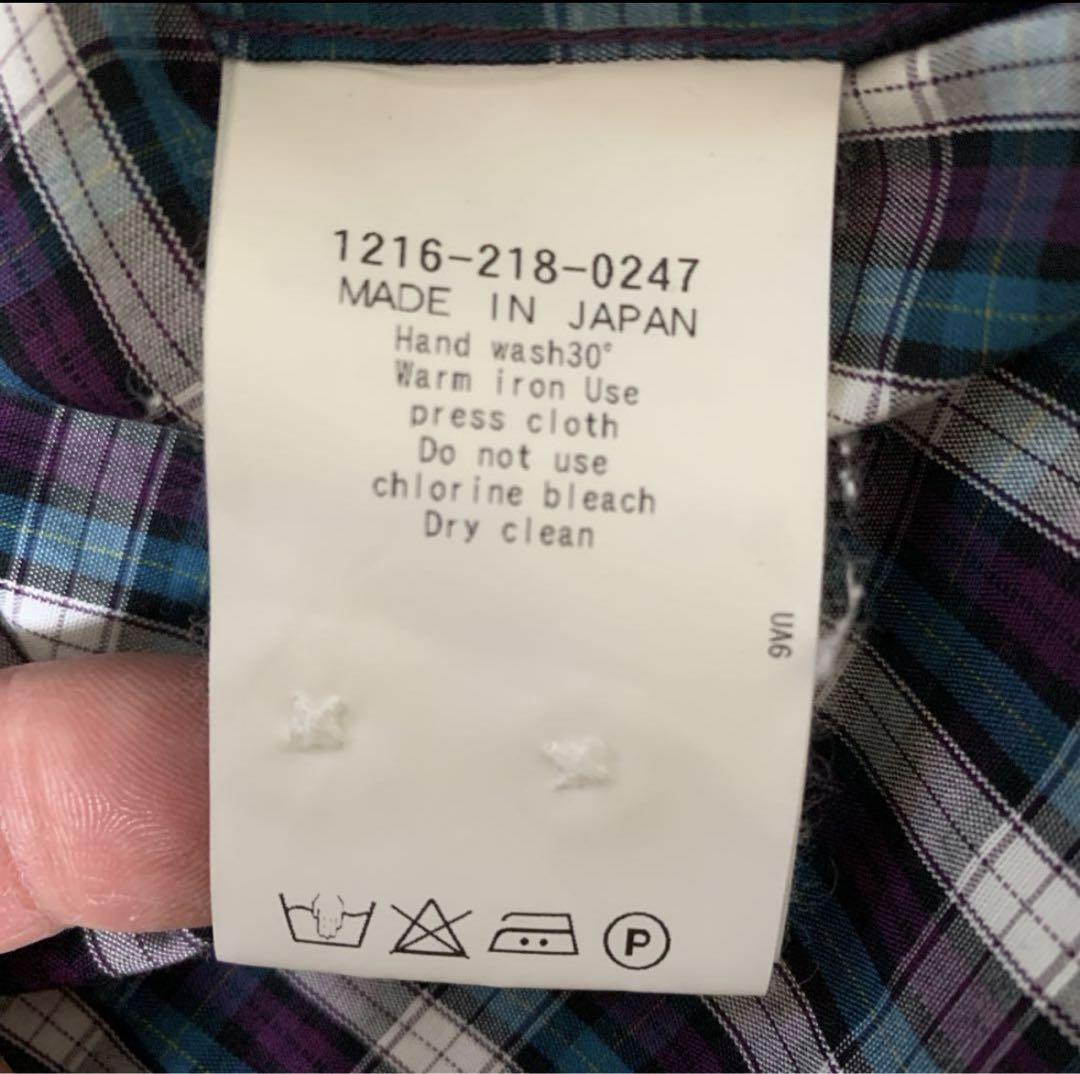 1216-218-0247
MADE IN JAPAN
Hand wash30°
Warm iron Use
press cloth
Do not use
chlorine bleach
Dry clean
UA6
P